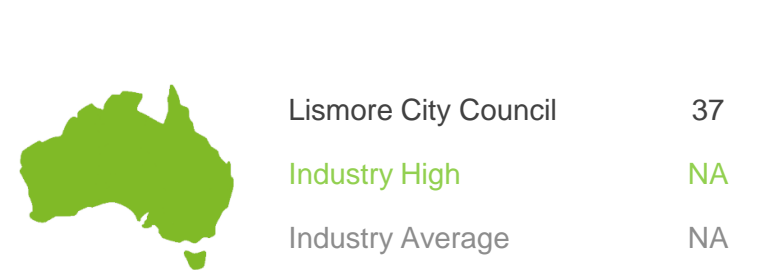 Lismore City Council 37
Industry High NA
Industry Average NA